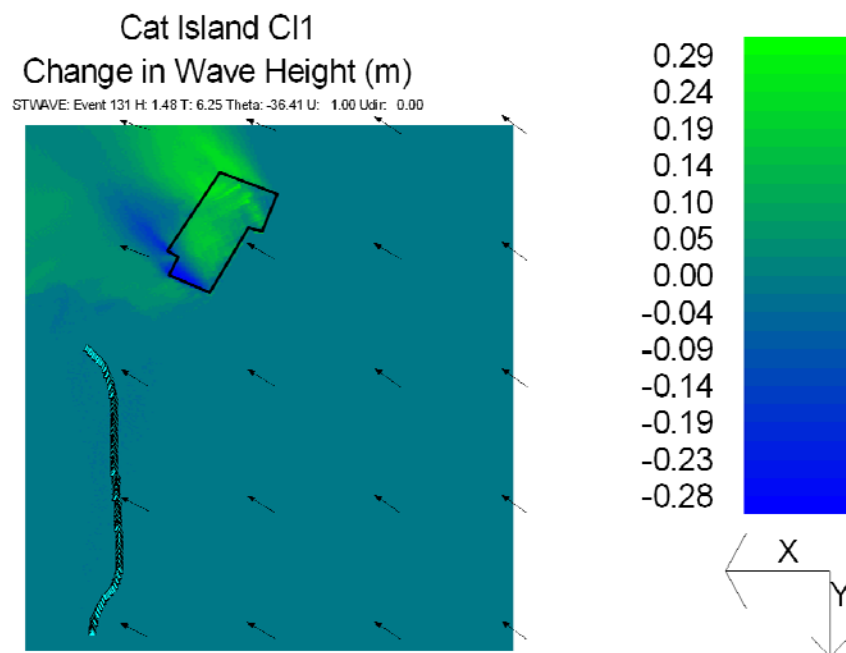 Cat Island CI1
Change in Wave Height (m)
STWAVE: Event 131 H: 1.48 T: 6.25 Theta: -36.41 U: 1.00 Udir: 0.00
0.29
0.24
0.19
0.14
0.10
0.05
0.00
-0.04
-0.09
-0.14
-0.19
-0.23
-0.28
X
Y